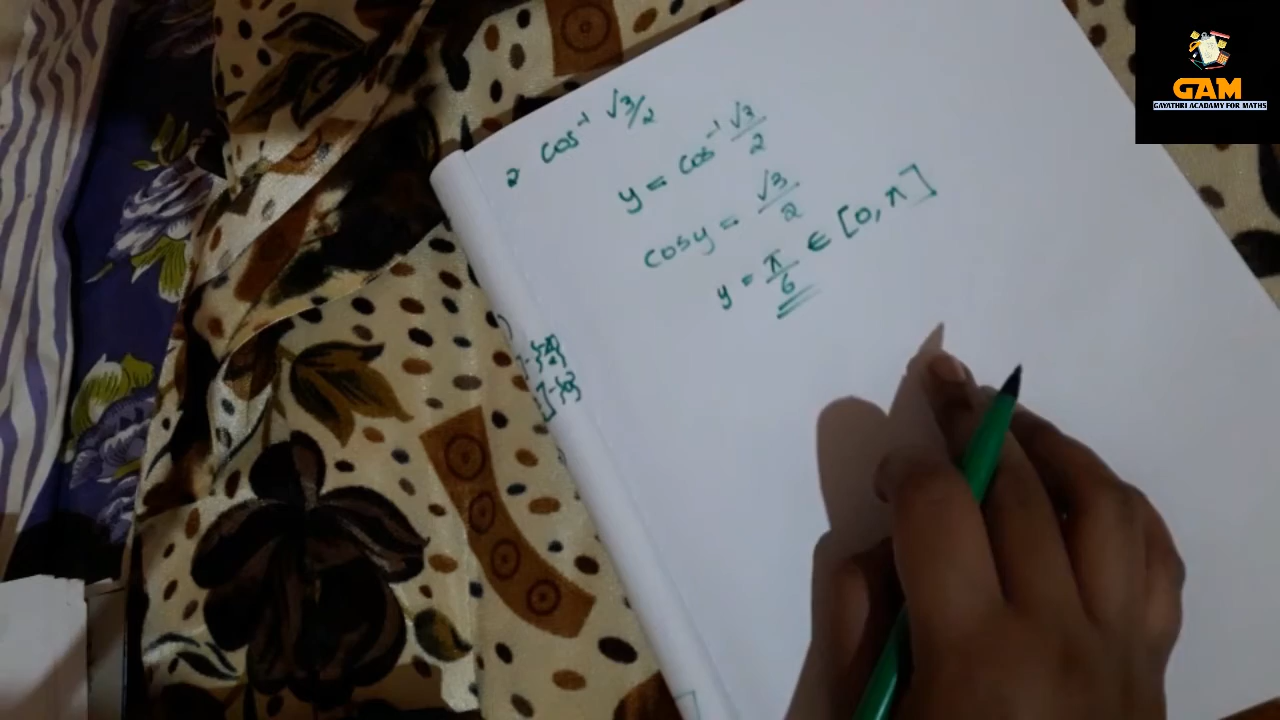 2 cos⁻¹ √3/2
y = cos⁻¹ √3/2
cosy = √3/2
y = π/6 ∈ [0, π]
GAM
GAYATHRI ACADAMY FOR MATHS